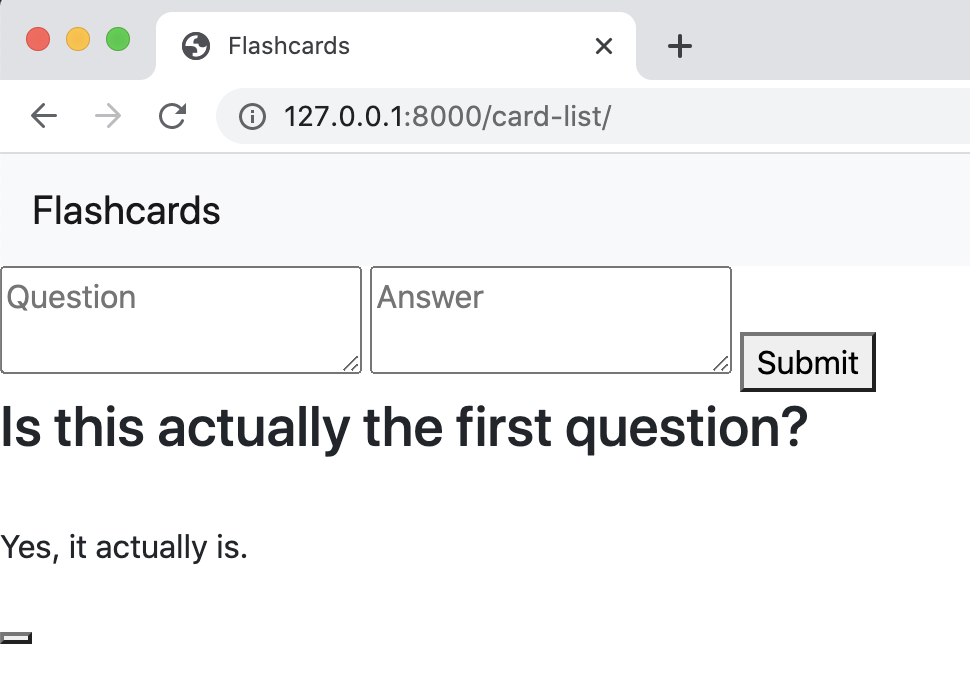 Flashcards
127.0.0.1:8000/card-list/
Flashcards
Question
Answer
Submit
Is this actually the first question?
Yes, it actually is.